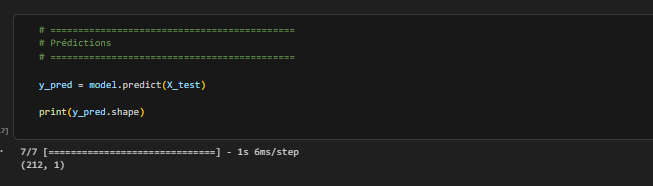 # ===========================================
# Prédictions
# ===========================================
y_pred = model.predict(X_test)
print(y_pred.shape)
7]
7/7 [==============================] - 1s 6ms/step
(212, 1)